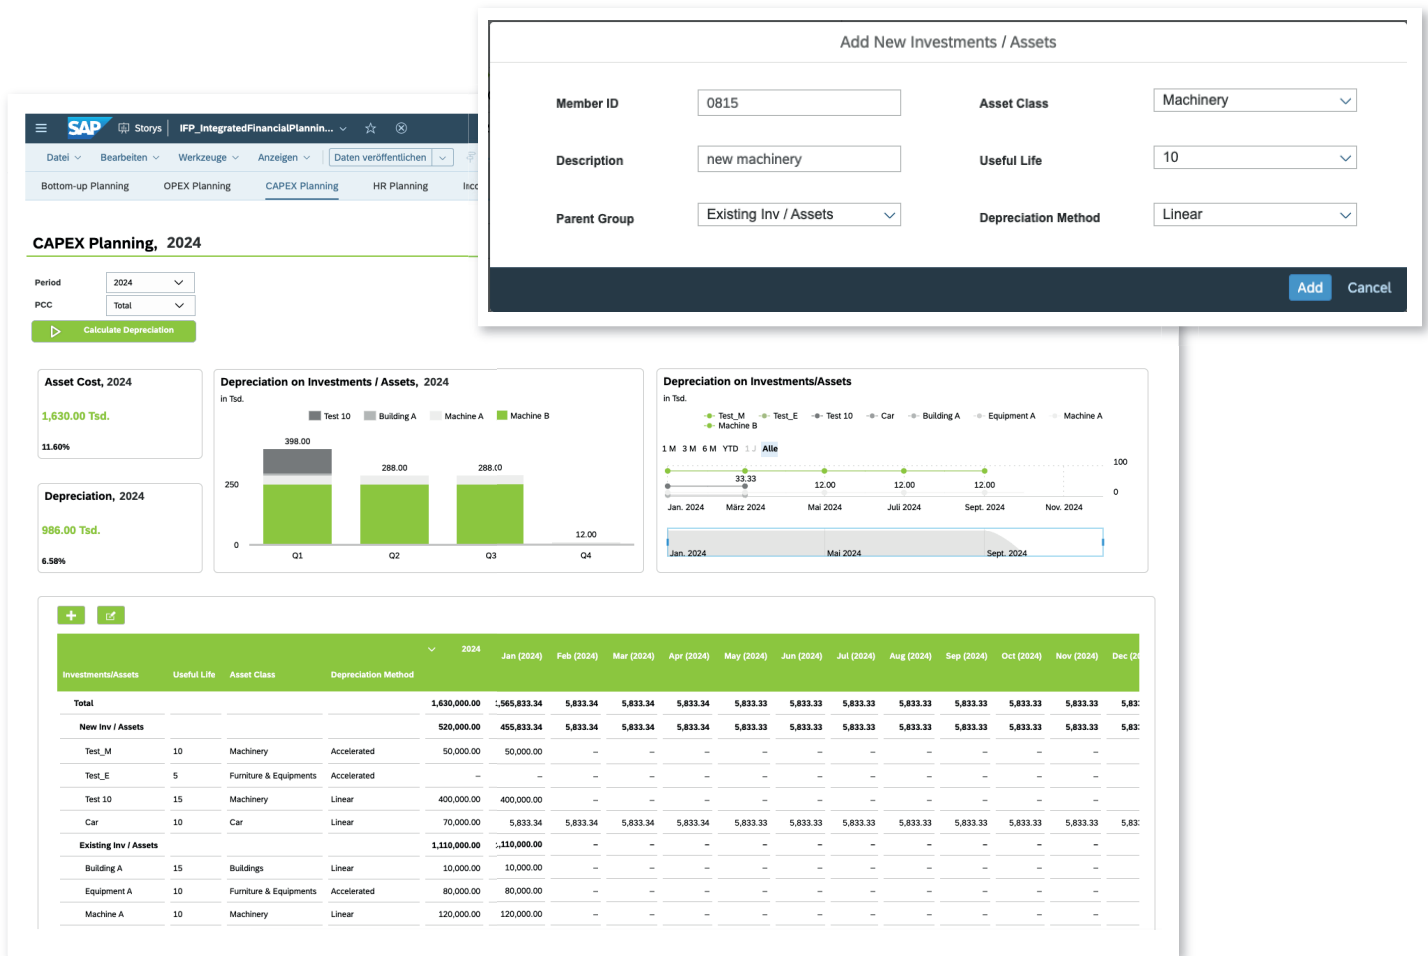 Add New Investments / Assets
Member ID 0815 Asset Class Machinery
Description new machinery Useful Life 10
Parent Group Existing Inv / Assets Depreciation Method Linear
Add Cancel
SAP Storys IFP_IntegratedFinancialPlannin...
Datei Bearbeiten Werkzeuge Anzeigen Daten veröffentlichen
Bottom-up Planning OPEX Planning CAPEX Planning HR Planning Inco
CAPEX Planning, 2024
Period 2024
PCC Total
Calculate Depreciation
Asset Cost, 2024
1,630.00 Tsd.
11.60%
Depreciation, 2024
986.00 Tsd.
6.58%
Depreciation on Investments / Assets, 2024
in Tsd.
Test 10 Building A Machine A Machine B
398.00
288.00 288.00
250
12.00
0
Q1 Q2 Q3 Q4
Depreciation on Investments/Assets
in Tsd.
Test_M Test_E Test 10 Car Building A Equipment A Machine A
Machine B
1 M 3 M 6 M YTD 1 J Alle
100
33.33 12.00 12.00 12.00
0
Jan. 2024 März 2024 Mai 2024 Juli 2024 Sept. 2024 Nov. 2024
Jan. 2024 Mai 2024 Sept. 2024
2024 Jan (2024) Feb (2024) Mar (2024) Apr (2024) May (2024) Jun (2024) Jul (2024) Aug (2024) Sep (2024) Oct (2024) Nov (2024) Dec (2
Investments/Assets Useful Life Asset Class Depreciation Method
Total 1,630,000.00 ,565,833.34 5,833.34 5,833.34 5,833.34 5,833.33 5,833.33 5,833.33 5,833.33 5,833.33 5,833.33 5,833.33 5,83
New Inv / Assets 520,000.00 455,833.34 5,833.34 5,833.34 5,833.34 5,833.33 5,833.33 5,833.33 5,833.33 5,833.33 5,833.33 5,833.33 5,83
Test_M 10 Machinery Accelerated 50,000.00 50,000.00 – – – – – – – – – –
Test_E 5 Furniture & Equipments Accelerated – – – – – – – – – – – –
Test 10 15 Machinery Linear 400,000.00 400,000.00 – – – – – – – – – –
Car 10 Car Linear 70,000.00 5,833.34 5,833.34 5,833.34 5,833.34 5,833.33 5,833.33 5,833.33 5,833.33 5,833.33 5,833.33 5,833.33 5,83
Existing Inv / Assets 1,110,000.00 ,110,000.00 – – – – – – – – – –
Building A 15 Buildings Linear 10,000.00 10,000.00 – – – – – – – – – –
Equipment A 10 Furniture & Equipments Accelerated 80,000.00 80,000.00 – – – – – – – – – –
Machine A 10 Machinery Linear 120,000.00 120,000.00 – – – – – – – – – –